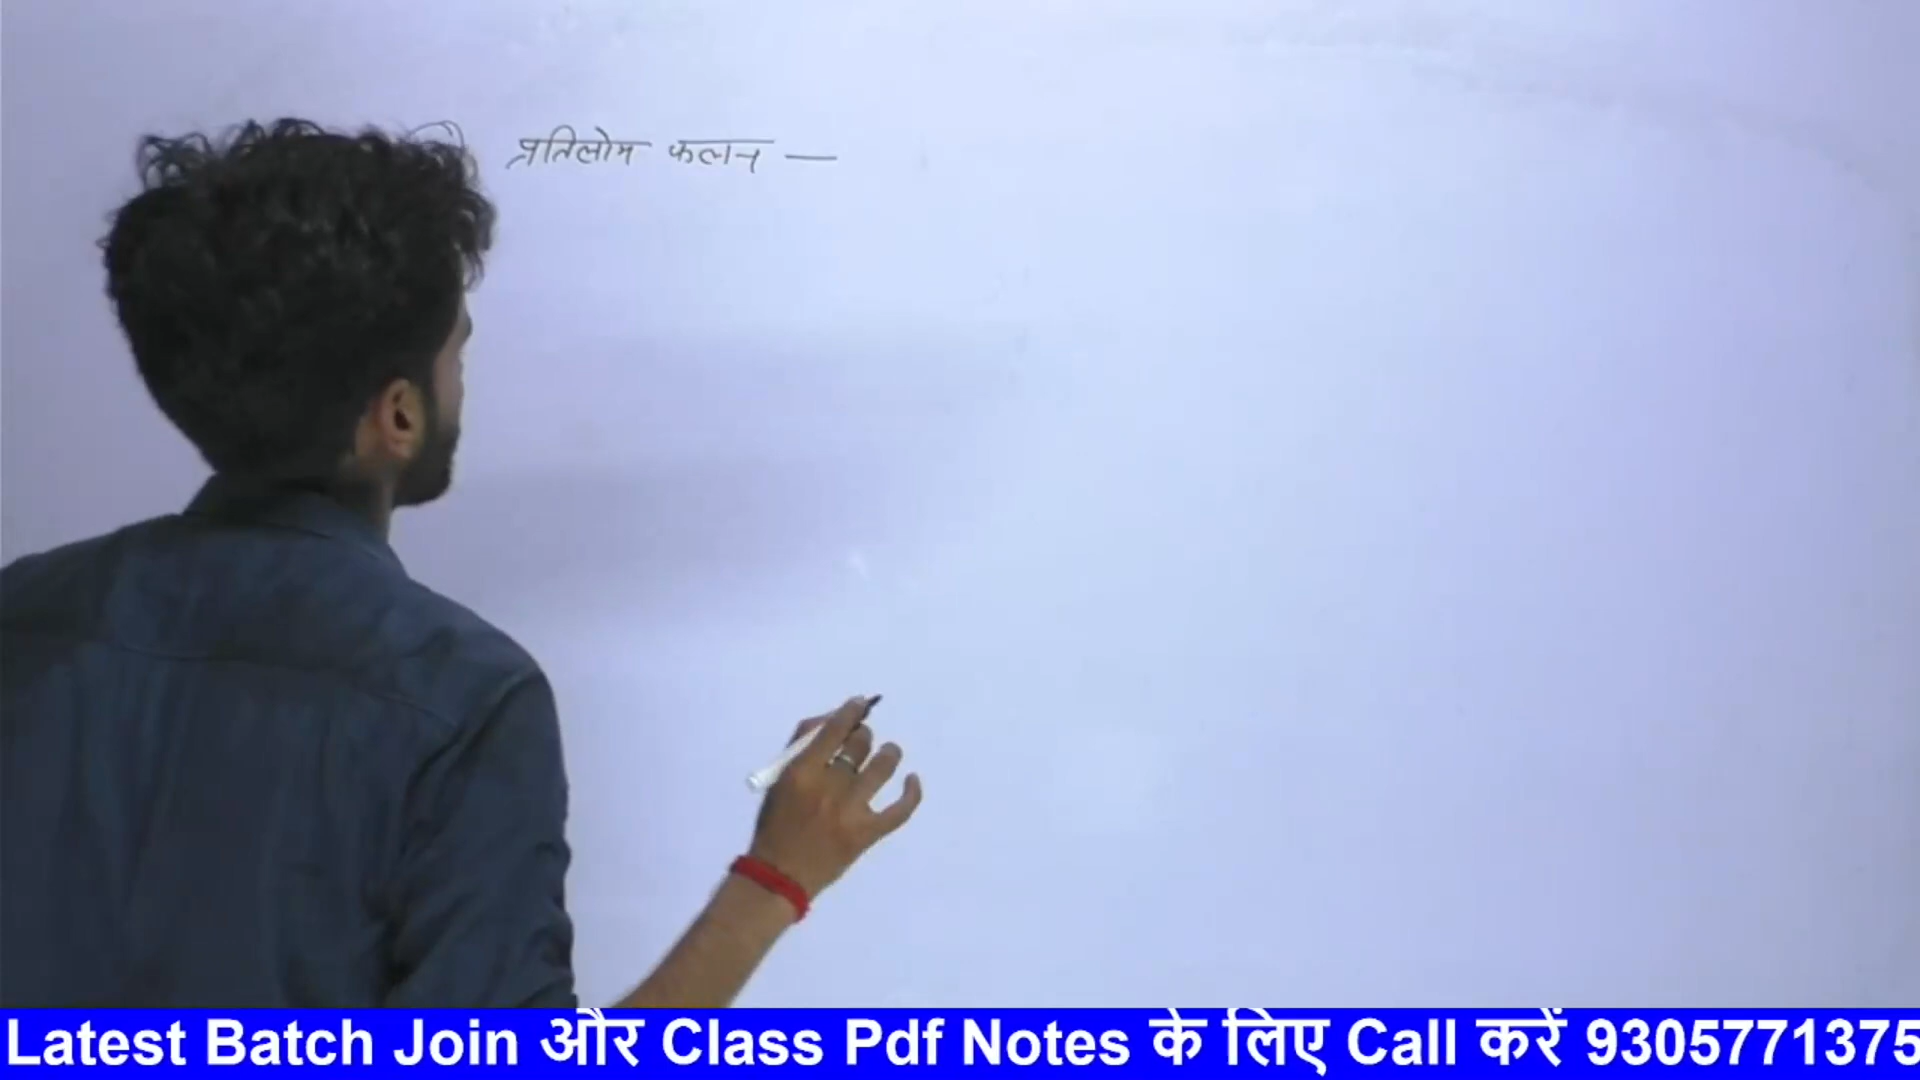 प्रतिलोम फलन —
Latest Batch Join और Class Pdf Notes के लिए Call करें 9305771375